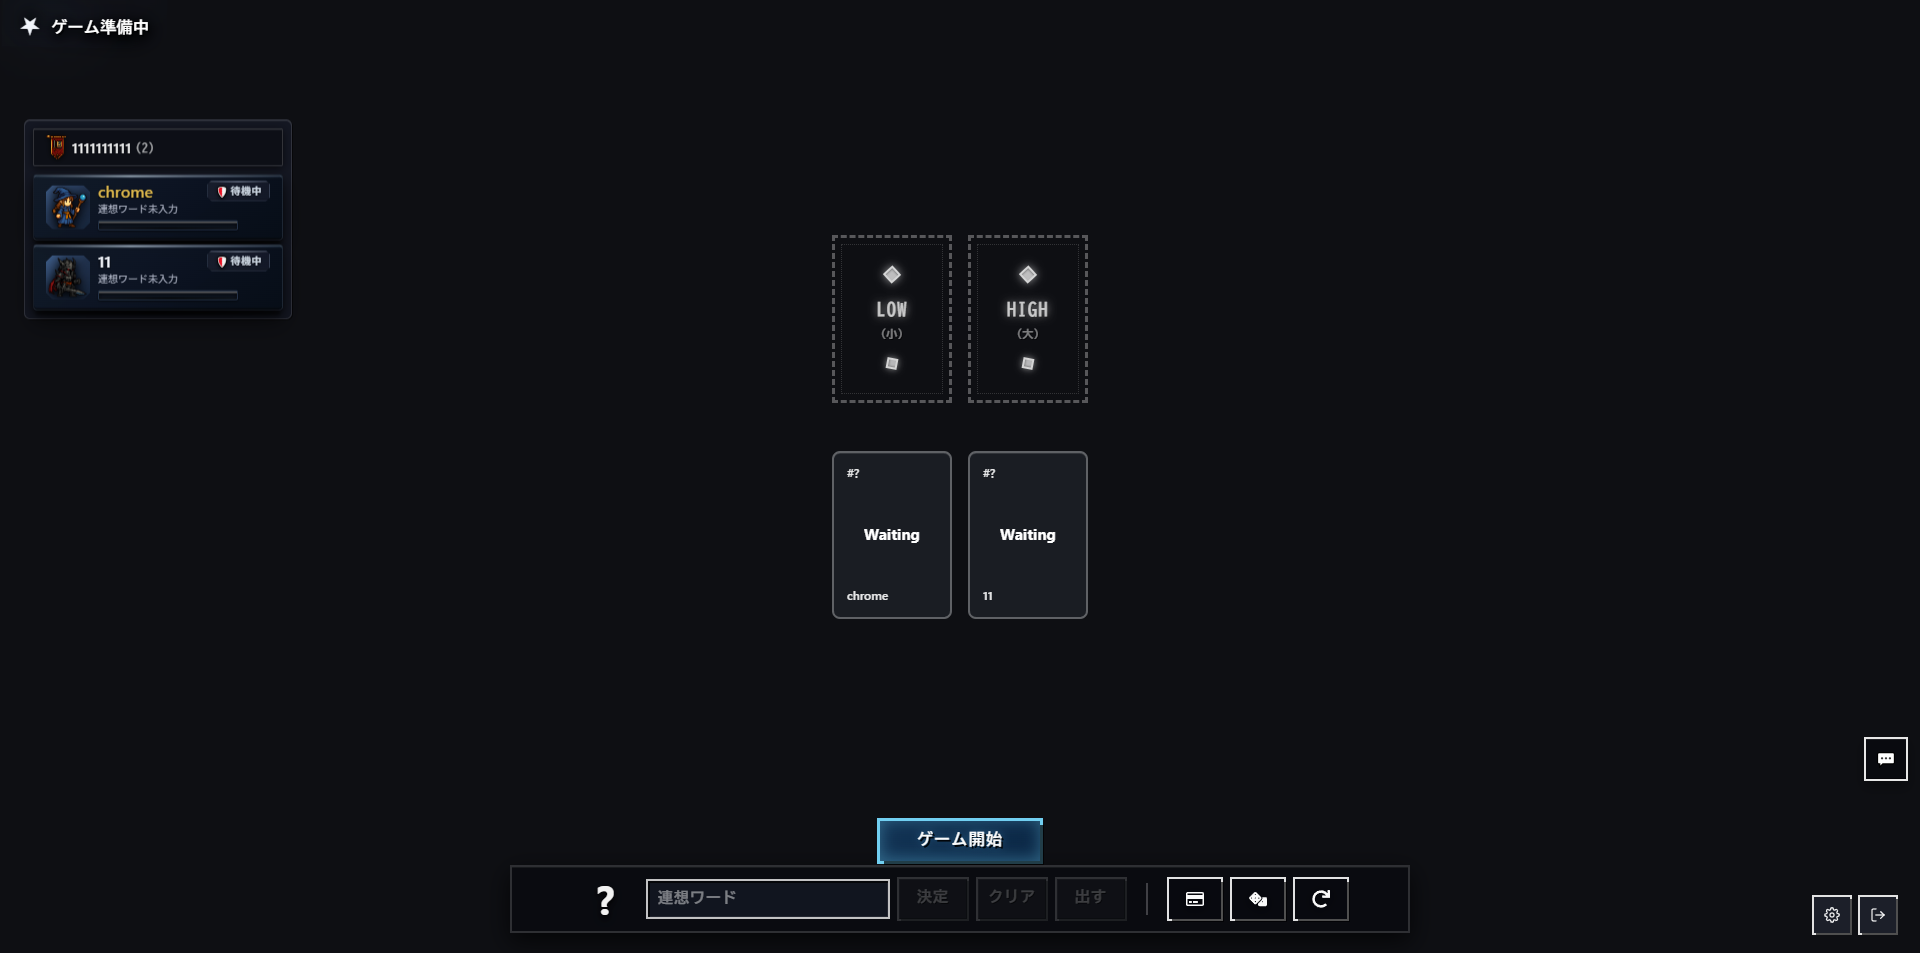 ゲーム準備中
1111111111 (2)
chrome
待機中
連想ワード未入力
11
待機中
連想ワード未入力
LOW
(小)
HIGH
(大)
#?
Waiting
chrome
#?
Waiting
11
ゲーム開始
?
連想ワード
決定
クリア
出す